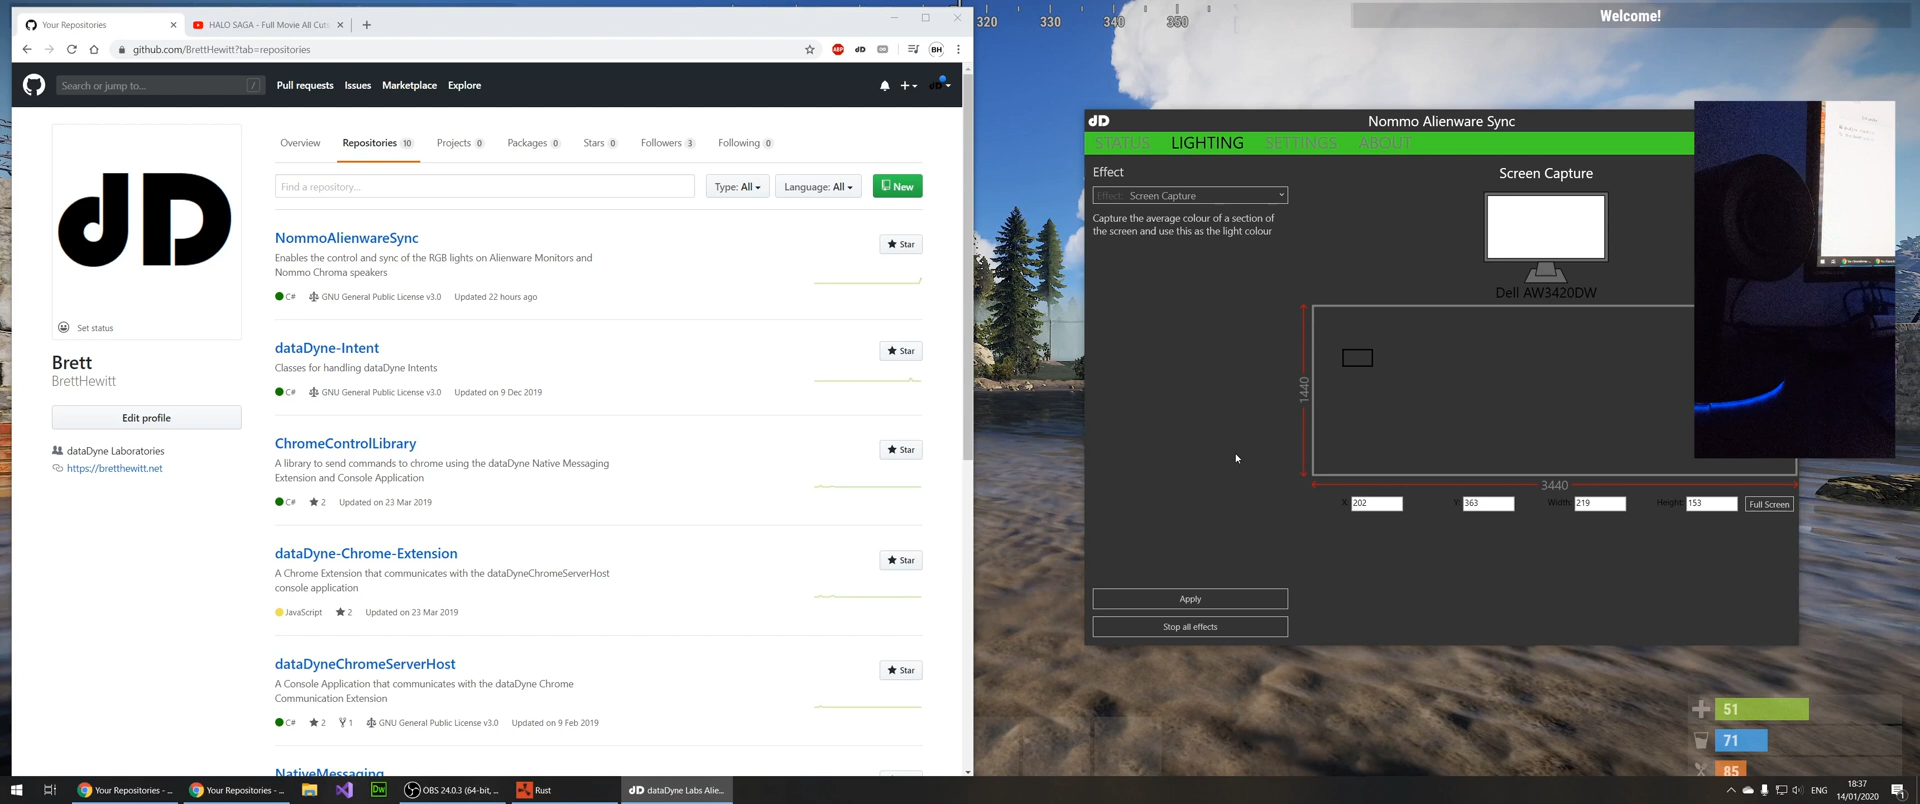 Your Repositories
HALO SAGA - Full Movie All Cuts
github.com/BrettHewitt?tab=repositories
ABP
dD
BH
Search or jump to...
/
Pull requests
Issues
Marketplace
Explore
dD
Overview
Repositories 10
Projects 0
Packages 0
Stars 0
Followers 3
Following 0
Find a repository...
Type: All
Language: All
New
dD
Set status
Brett
BrettHewitt
Edit profile
dataDyne Laboratories
https://bretthewitt.net
NommoAlienwareSync
Star
Enables the control and sync of the RGB lights on Alienware Monitors and
Nommo Chroma speakers
C# GNU General Public License v3.0 Updated 22 hours ago
dataDyne-Intent
Star
Classes for handling dataDyne Intents
C# GNU General Public License v3.0 Updated on 9 Dec 2019
ChromeControlLibrary
Star
A library to send commands to chrome using the dataDyne Native Messaging
Extension and Console Application
C# 2 Updated on 23 Mar 2019
dataDyne-Chrome-Extension
Star
A Chrome Extension that communicates with the dataDyneChromeServerHost
console application
JavaScript 2 Updated on 23 Mar 2019
dataDyneChromeServerHost
Star
A Console Application that communicates with the dataDyne Chrome
Communication Extension
C# 2 1 GNU General Public License v3.0 Updated on 9 Feb 2019
NativeMessaging
320 330 340 350
Welcome!
dD
Nommo Alienware Sync
STATUS LIGHTING SETTINGS ABOUT
Effect
Effect: Screen Capture
Capture the average colour of a section of
the screen and use this as the light colour
Screen Capture
Dell AW3420DW
1440
3440
X: 202 Y: 363 Width: 219 Height: 153 Full Screen
Apply
Stop all effects
51
71
85
Your Repositories - ...
Your Repositories - ...
Dw
OBS 24.0.3 (64-bit, ...
Rust
dD dataDyne Labs Alie...
ENG
18:37
14/01/2020
1